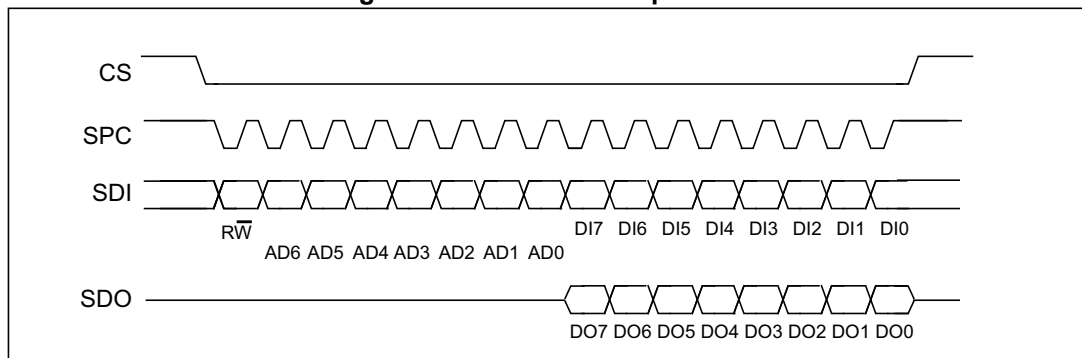 CS
SPC
SDI
RW DI7 DI6 DI5 DI4 DI3 DI2 DI1 DI0
AD6 AD5 AD4 AD3 AD2 AD1 AD0
SDO
DO7 DO6 DO5 DO4 DO3 DO2 DO1 DO0